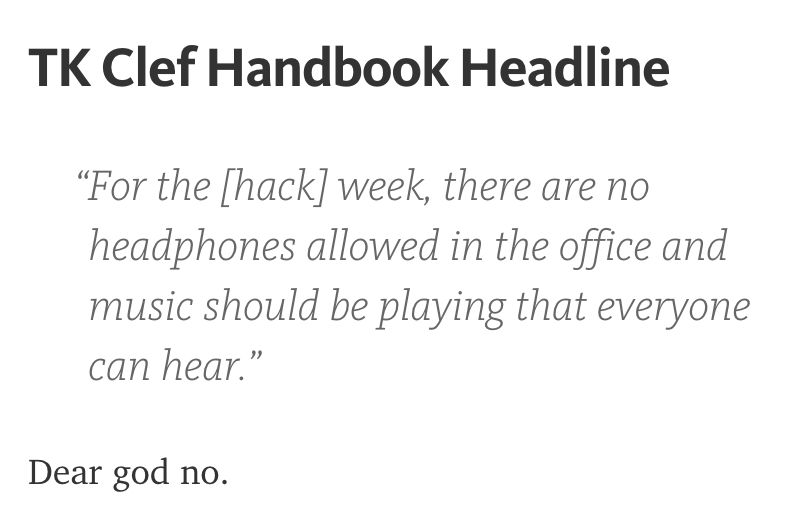 TK Clef Handbook Headline
“For the [hack] week, there are no
headphones allowed in the office and
music should be playing that everyone
can hear.”
Dear god no.